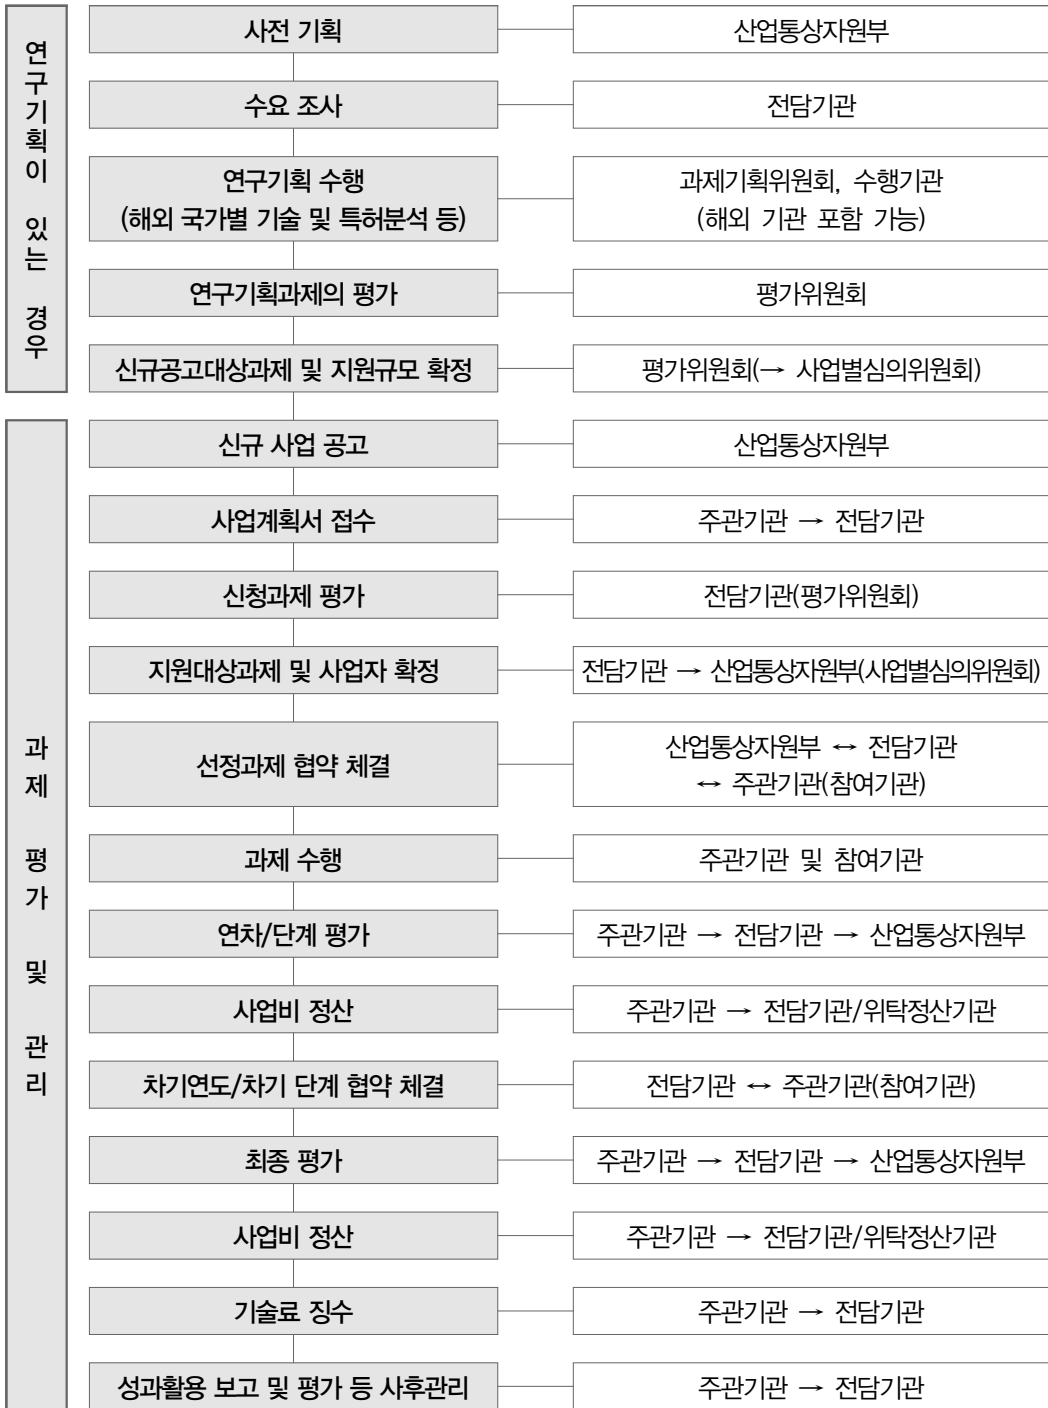 연구기획이 있는 경우
사전 기획
산업통상자원부
수요 조사
전담기관
연구기획 수행
(해외 국가별 기술 및 특허분석 등)
과제기획위원회, 수행기관
(해외 기관 포함 가능)
연구기획과제의 평가
평가위원회
신규공고대상과제 및 지원규모 확정
평가위원회(→ 사업별심의위원회)
과제 평가 및 관리
신규 사업 공고
산업통상자원부
사업계획서 접수
주관기관 → 전담기관
신청과제 평가
전담기관(평가위원회)
지원대상과제 및 사업자 확정
전담기관 → 산업통상자원부(사업별심의위원회)
선정과제 협약 체결
산업통상자원부 ↔ 전담기관
↔ 주관기관(참여기관)
과제 수행
주관기관 및 참여기관
연차/단계 평가
주관기관 → 전담기관 → 산업통상자원부
사업비 정산
주관기관 → 전담기관/위탁정산기관
차기연도/차기 단계 협약 체결
전담기관 ↔ 주관기관(참여기관)
최종 평가
주관기관 → 전담기관 → 산업통상자원부
사업비 정산
주관기관 → 전담기관/위탁정산기관
기술료 징수
주관기관 → 전담기관
성과활용 보고 및 평가 등 사후관리
주관기관 → 전담기관